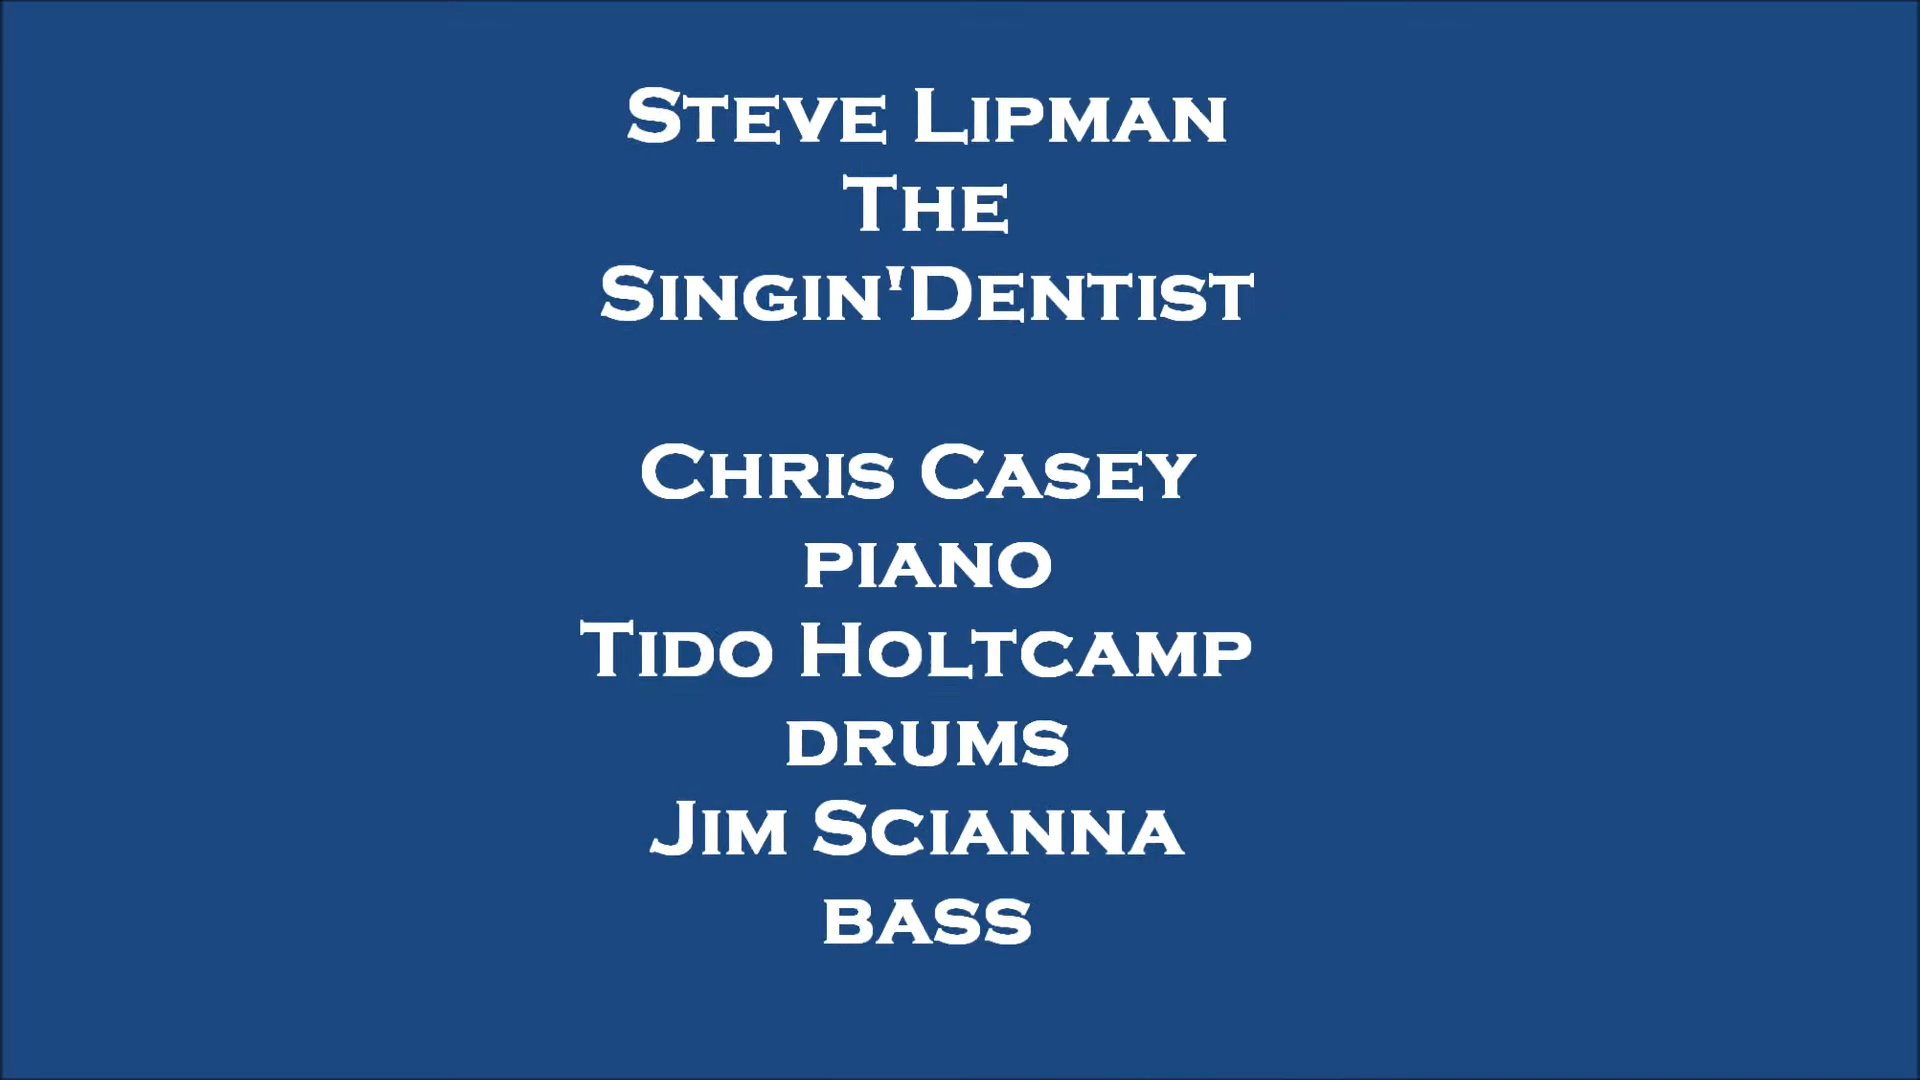 Steve Lipman
The
Singin'Dentist
Chris Casey
piano
Tido Holtcamp
drums
Jim Scianna
bass